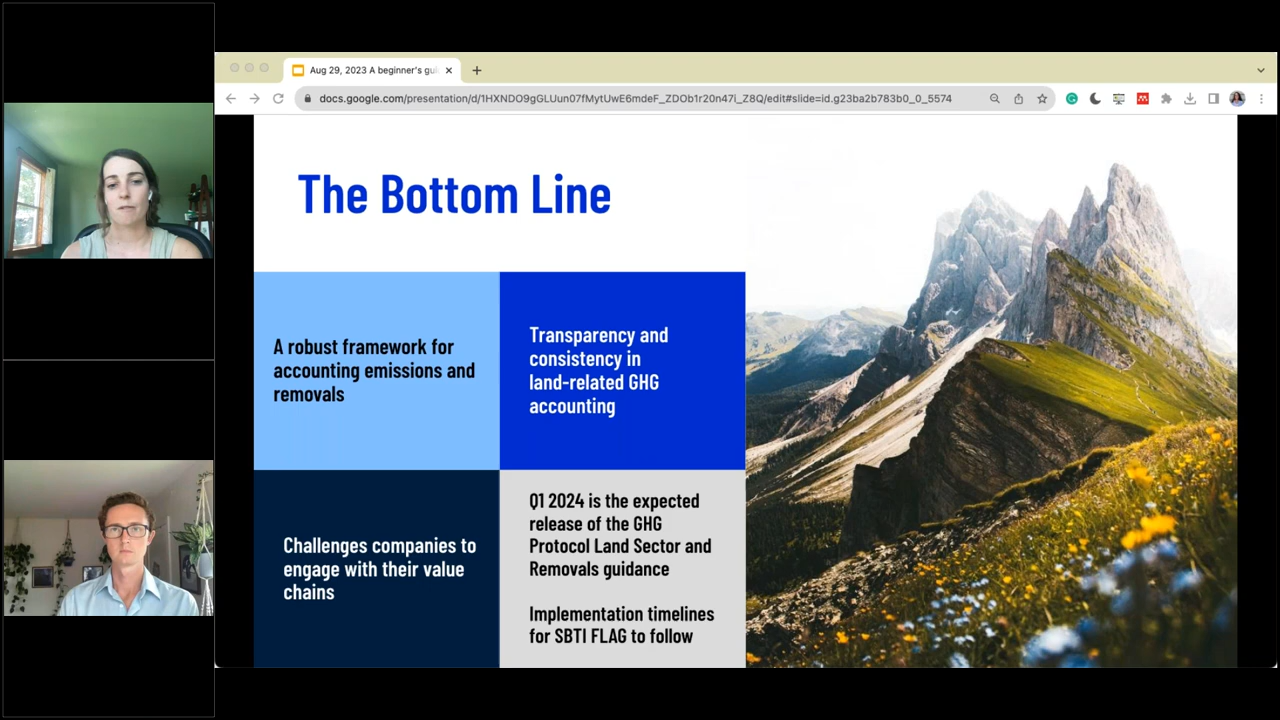 Aug 29, 2023 A beginner's gui
docs.google.com/presentation/d/1HXNDO9gGLUun07fMytUwE6mdeF_ZDOb1r20n47i_Z8Q/edit#slide=id.g23ba2b783b0_0_5574
The Bottom Line
A robust framework for
accounting emissions and
removals
Transparency and
consistency in
land-related GHG
accounting
Challenges companies to
engage with their value
chains
Q1 2024 is the expected
release of the GHG
Protocol Land Sector and
Removals guidance
Implementation timelines
for SBTI FLAG to follow